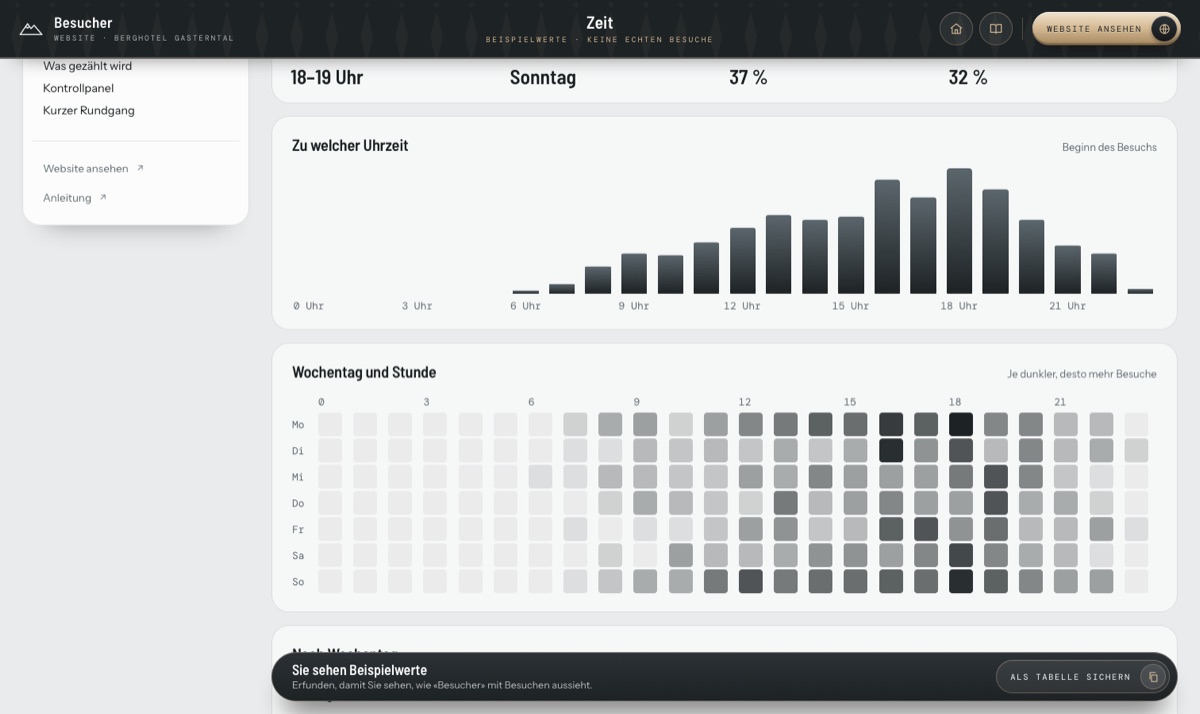 Besucher
WEBSITE · BERGHOTEL GASTERNTAL
Zeit
BEISPIELWERTE · KEINE ECHTEN BESUCHE
WEBSITE ANSEHEN
Was gezählt wird
Kontrollpanel
Kurzer Rundgang
Website ansehen ↗
Anleitung ↗
18–19 Uhr Sonntag 37 % 32 %
Zu welcher Uhrzeit
Beginn des Besuchs
0 Uhr 3 Uhr 6 Uhr 9 Uhr 12 Uhr 15 Uhr 18 Uhr 21 Uhr
Wochentag und Stunde
Je dunkler, desto mehr Besuche
0 3 6 9 12 15 18 21
Mo
Di
Mi
Do
Fr
Sa
So
Sie sehen Beispielwerte
Erfunden, damit Sie sehen, wie «Besucher» mit Besuchen aussieht.
ALS TABELLE SICHERN